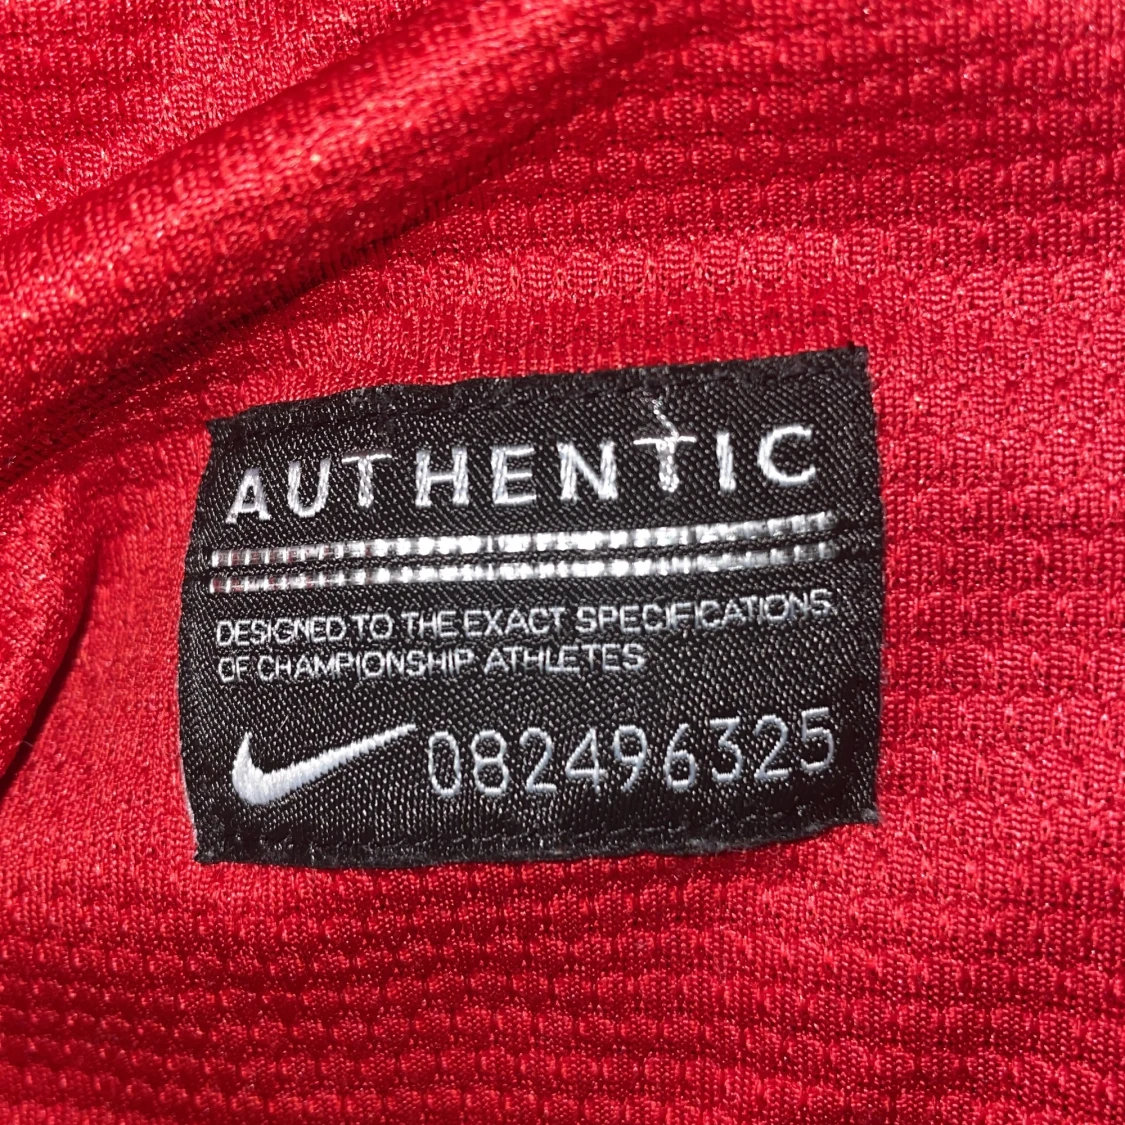 AUTHENTIC
DESIGNED TO THE EXACT SPECIFICATIONS
OF CHAMPIONSHIP ATHLETES
082496325